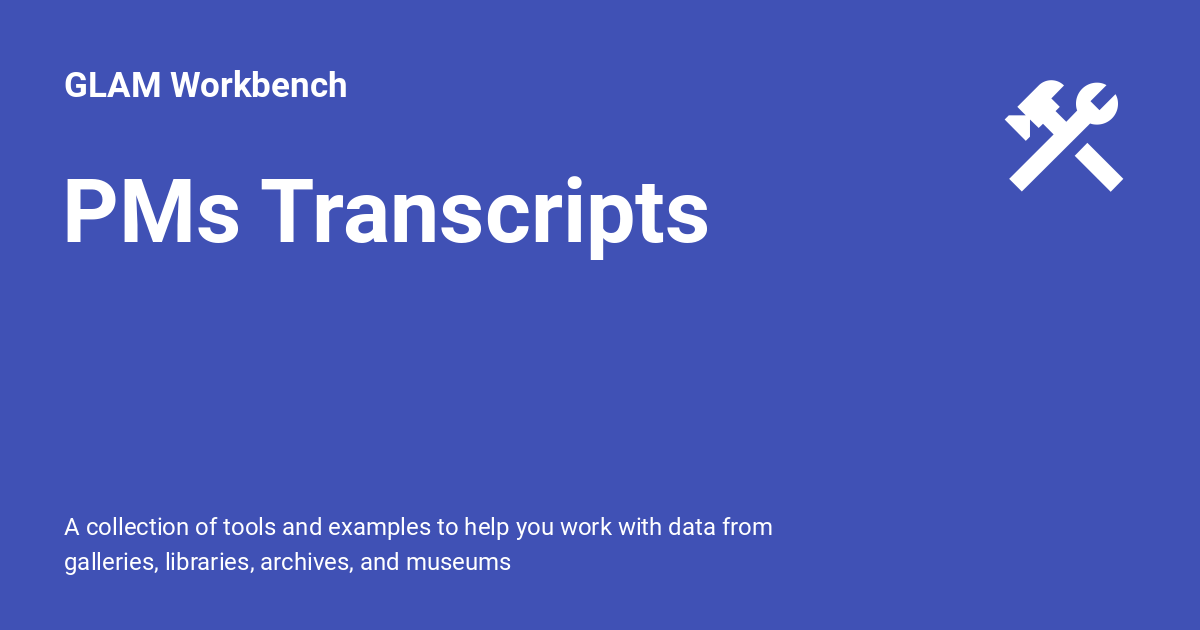 GLAM Workbench
PMs Transcripts
A collection of tools and examples to help you work with data from
galleries, libraries, archives, and museums